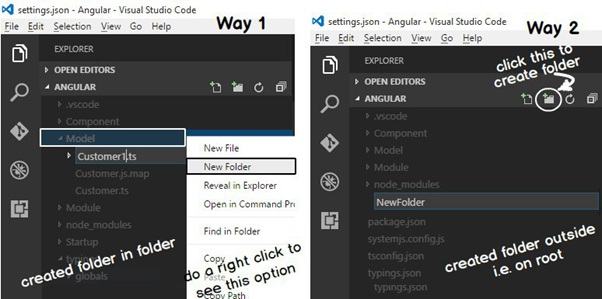 settings.json - Angular - Visual Studio Code
Way 1
File Edit Selection View Go Help
EXPLORER
OPEN EDITORS
ANGULAR
.vscode
Component
Model
Customer1.ts
Customer.js.map
Customer.ts
Module
node_modules
Startup
typings
globals
New File
New Folder
Reveal in Explorer
Open in Command Pro
Find in Folder
Copy
Paste
Copy Path
created folder in folder
do a right click to
see this option
settings.json - Angular - Visual Studio Code
Way 2
File Edit Selection View Go Help
click this to
create folder
EXPLORER
OPEN EDITORS
ANGULAR
.vscode
Component
Model
Module
node_modules
NewFolder
package.json
systemjs.config.js
tsconfig.json
typings.json
typings.json
created folder outside
i.e. on root